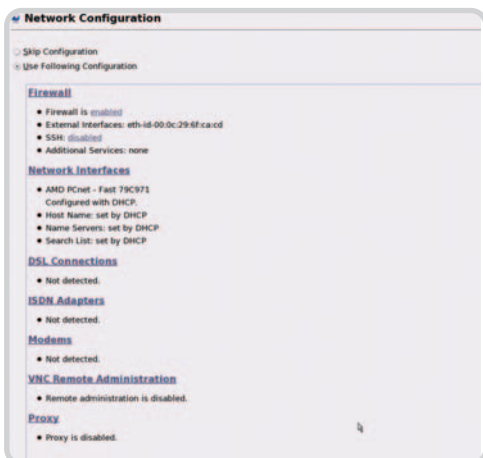 Network Configuration
Skip Configuration
Use Following Configuration
Firewall
Firewall is enabled
External Interfaces: eth-id-00:0c:29:6f:ca:cd
SSH: disabled
Additional Services: none
Network Interfaces
AMD PCnet - Fast 79C971
Configured with DHCP.
Host Name: set by DHCP
Name Servers: set by DHCP
Search List: set by DHCP
DSL Connections
Not detected.
ISDN Adapters
Not detected.
Modems
Not detected.
VNC Remote Administration
Remote administration is disabled.
Proxy
Proxy is disabled.